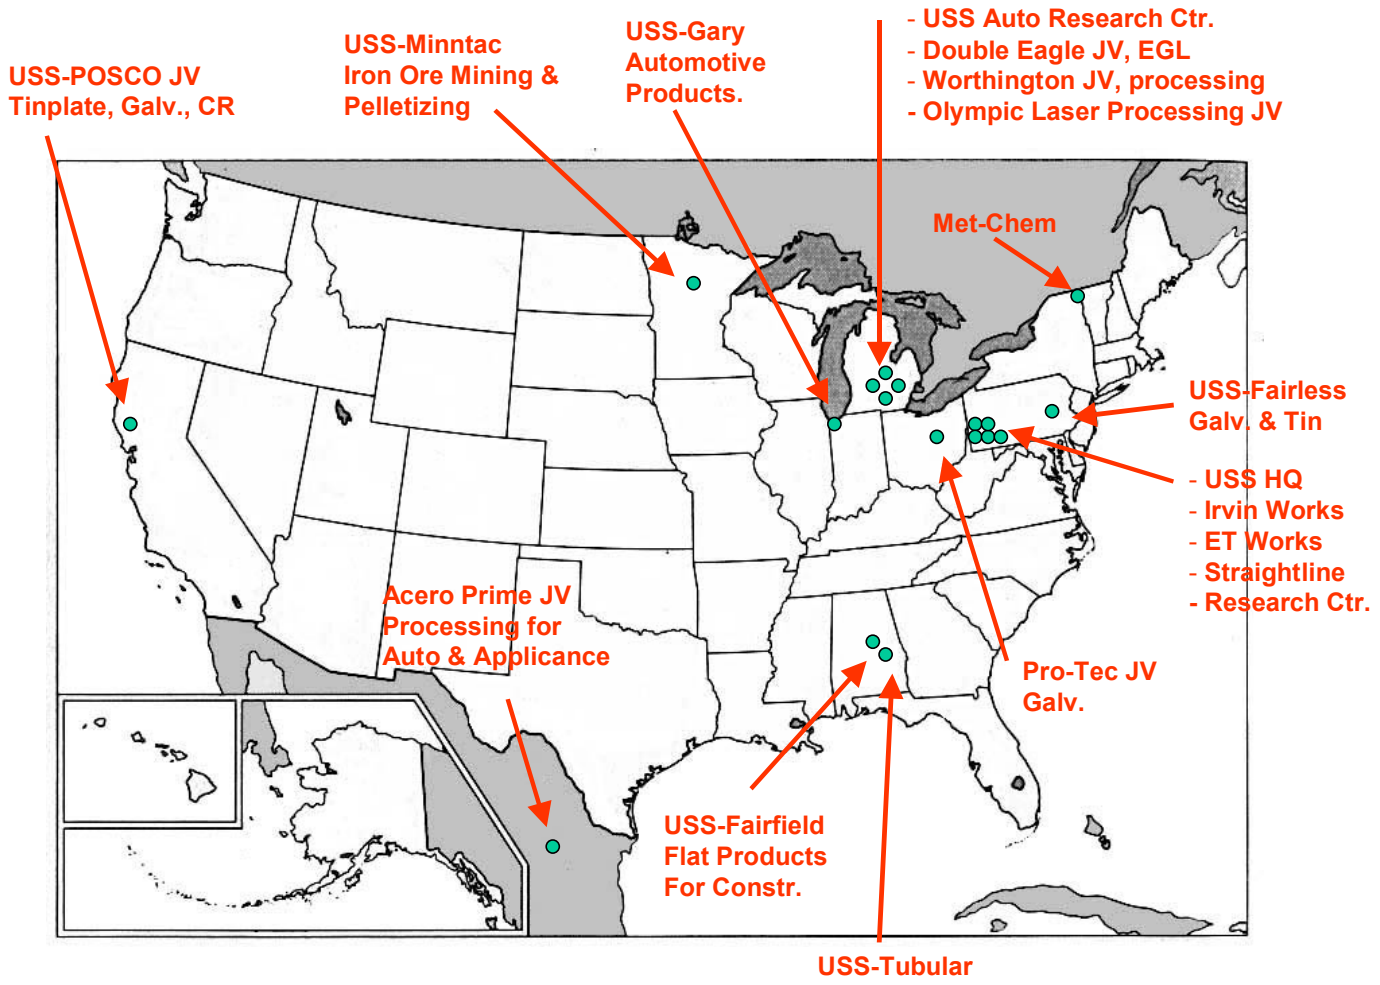 USS-POSCO JV
Tinplate, Galv., CR
USS-Minntac
Iron Ore Mining &
Pelletizing
USS-Gary
Automotive
Products.
- USS Auto Research Ctr.
- Double Eagle JV, EGL
- Worthington JV, processing
- Olympic Laser Processing JV
Met-Chem
USS-Fairless
Galv. & Tin
- USS HQ
- Irvin Works
- ET Works
- Straightline
- Research Ctr.
Acero Prime JV
Processing for
Auto & Applicance
Pro-Tec JV
Galv.
USS-Fairfield
Flat Products
For Constr.
USS-Tubular